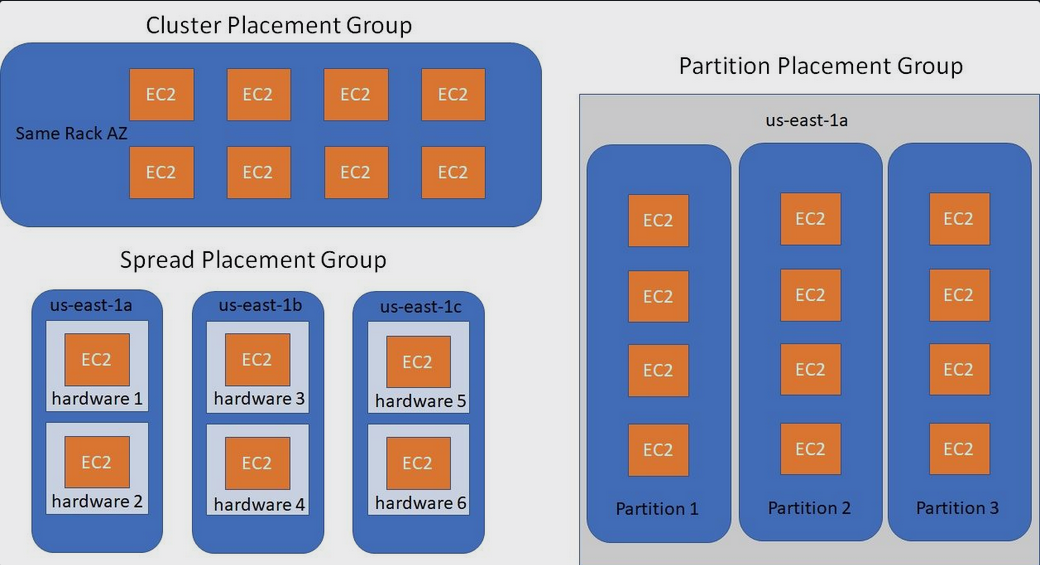 Cluster Placement Group
EC2 EC2 EC2 EC2
Same Rack AZ
EC2 EC2 EC2 EC2
Spread Placement Group
us-east-1a
EC2
hardware 1
EC2
hardware 2
us-east-1b
EC2
hardware 3
EC2
hardware 4
us-east-1c
EC2
hardware 5
EC2
hardware 6
Partition Placement Group
us-east-1a
EC2
EC2
EC2
EC2
Partition 1
EC2
EC2
EC2
EC2
Partition 2
EC2
EC2
EC2
EC2
Partition 3